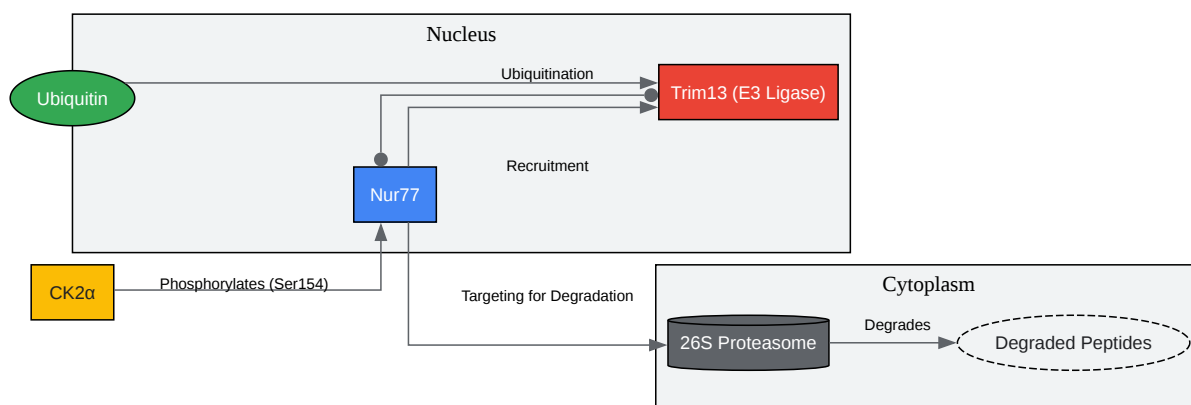 Nucleus
Ubiquitination
Ubiquitin
Trim13 (E3 Ligase)
Recruitment
Nur77
Phosphorylates (Ser154)
CK2α
Cytoplasm
Targeting for Degradation
Degrades
26S Proteasome
Degraded Peptides